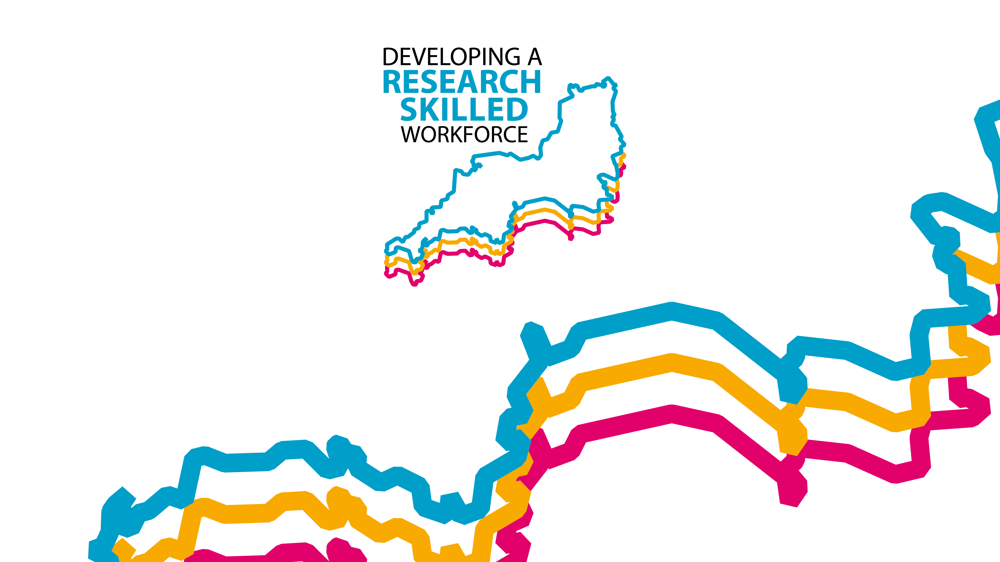 DEVELOPING A
RESEARCH
SKILLED
WORKFORCE